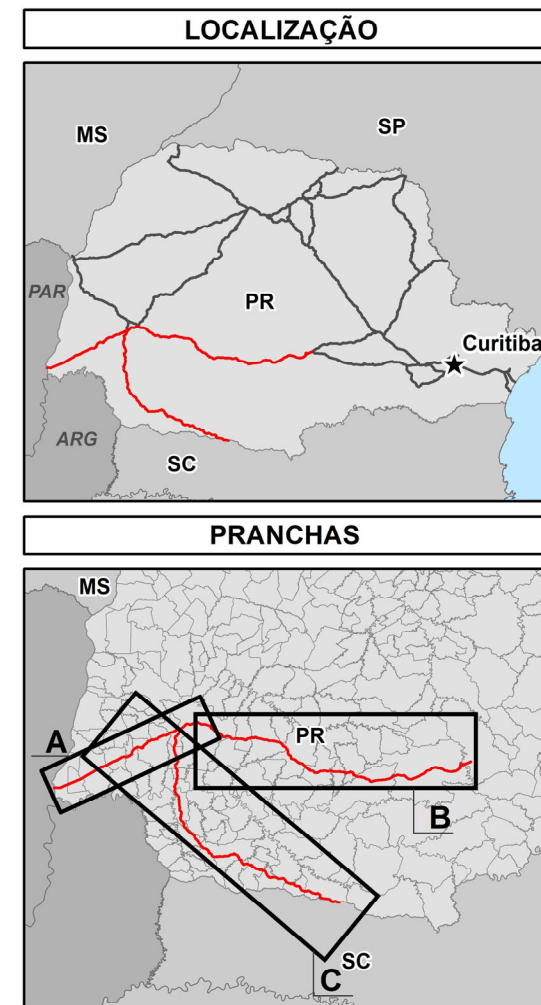 LOCALIZAÇÃO
MS
SP
PAR
PR
Curitiba
ARG
SC
PRANCHAS
MS
A
PR
B
SC
C